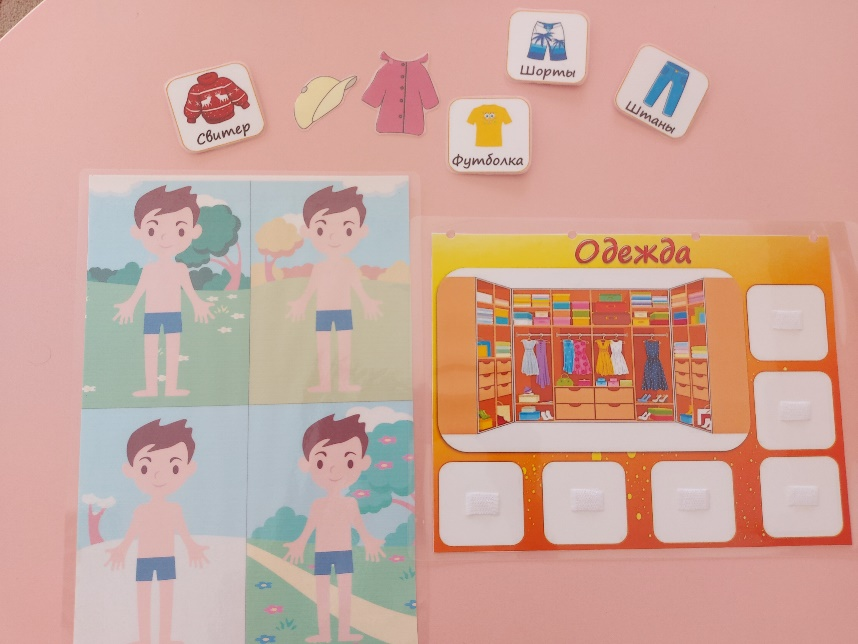 Шорты
Свитер
Штаны
Футболка
Одежда